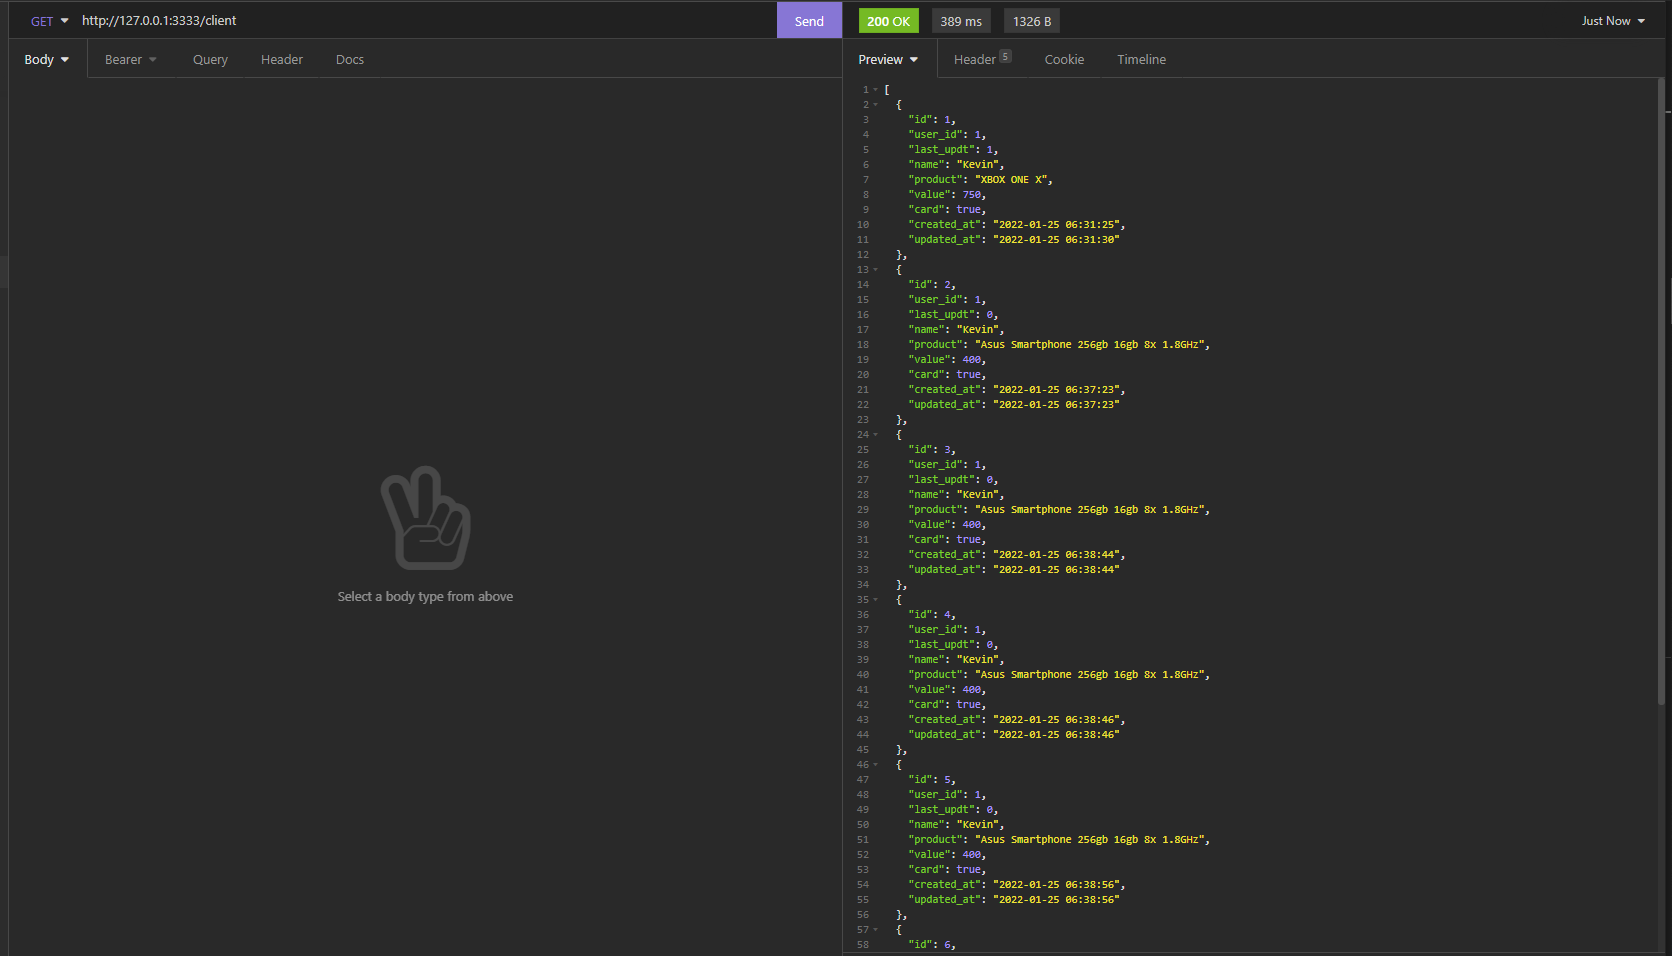 GET http://127.0.0.1:3333/client Send 200 OK 389 ms 1326 B Just Now
Body Bearer Query Header Docs Preview Header 5 Cookie Timeline
Select a body type from above
1 [
2 {
3 "id": 1,
4 "user_id": 1,
5 "last_updt": 1,
6 "name": "Kevin",
7 "product": "XBOX ONE X",
8 "value": 750,
9 "card": true,
10 "created_at": "2022-01-25 06:31:25",
11 "updated_at": "2022-01-25 06:31:30"
12 },
13 {
14 "id": 2,
15 "user_id": 1,
16 "last_updt": 0,
17 "name": "Kevin",
18 "product": "Asus Smartphone 256gb 16gb 8x 1.8GHz",
19 "value": 400,
20 "card": true,
21 "created_at": "2022-01-25 06:37:23",
22 "updated_at": "2022-01-25 06:37:23"
23 },
24 {
25 "id": 3,
26 "user_id": 1,
27 "last_updt": 0,
28 "name": "Kevin",
29 "product": "Asus Smartphone 256gb 16gb 8x 1.8GHz",
30 "value": 400,
31 "card": true,
32 "created_at": "2022-01-25 06:38:44",
33 "updated_at": "2022-01-25 06:38:44"
34 },
35 {
36 "id": 4,
37 "user_id": 1,
38 "last_updt": 0,
39 "name": "Kevin",
40 "product": "Asus Smartphone 256gb 16gb 8x 1.8GHz",
41 "value": 400,
42 "card": true,
43 "created_at": "2022-01-25 06:38:46",
44 "updated_at": "2022-01-25 06:38:46"
45 },
46 {
47 "id": 5,
48 "user_id": 1,
49 "last_updt": 0,
50 "name": "Kevin",
51 "product": "Asus Smartphone 256gb 16gb 8x 1.8GHz",
52 "value": 400,
53 "card": true,
54 "created_at": "2022-01-25 06:38:56",
55 "updated_at": "2022-01-25 06:38:56"
56 },
57 {
58 "id": 6,